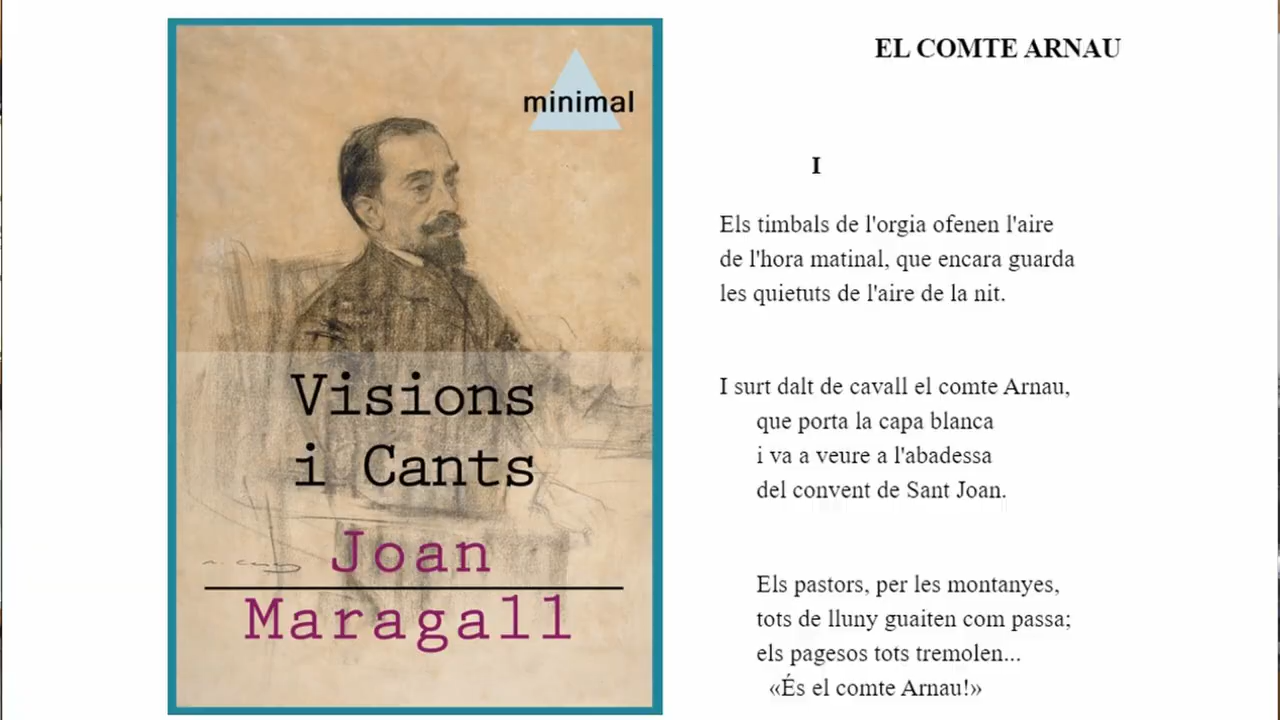 minimal
Visions
i Cants
Joan
Maragall
EL COMTE ARNAU
I
Els timbals de l'orgia ofenen l'aire
de l'hora matinal, que encara guarda
les quietuts de l'aire de la nit.
I surt dalt de cavall el comte Arnau,
que porta la capa blanca
i va a veure a l'abadessa
del convent de Sant Joan.
Els pastors, per les montanyes,
tots de lluny guaiten com passa;
els pagesos tots tremolen...
«És el comte Arnau!»